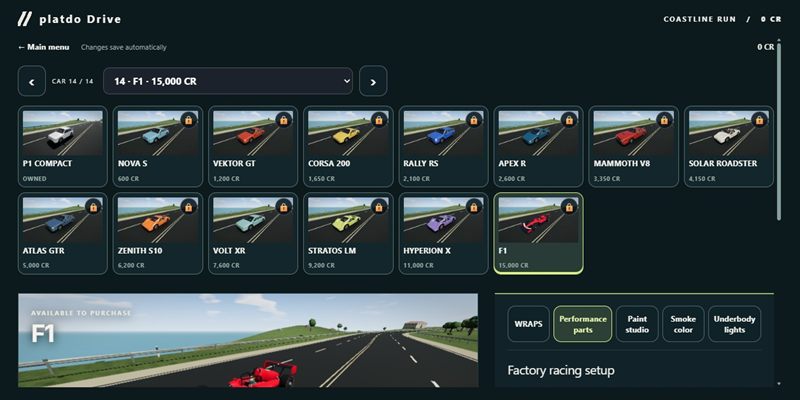 platdo Drive
COASTLINE RUN / 0 CR
← Main menu Changes save automatically
0 CR
CAR 14 / 14
14 - F1 - 15,000 CR
P1 COMPACT
OWNED
NOVA S
600 CR
VEKTOR GT
1,200 CR
CORSA 200
1,650 CR
RALLY RS
2,100 CR
APEX R
2,600 CR
MAMMOTH V8
3,350 CR
SOLAR ROADSTER
4,150 CR
ATLAS GTR
5,000 CR
ZENITH S10
6,200 CR
VOLT XR
7,600 CR
STRATOS LM
9,200 CR
HYPERION X
11,000 CR
F1
15,000 CR
AVAILABLE TO PURCHASE
F1
WRAPS
Performance
parts
Paint
studio
Smoke
color
Underbody
lights
Factory racing setup